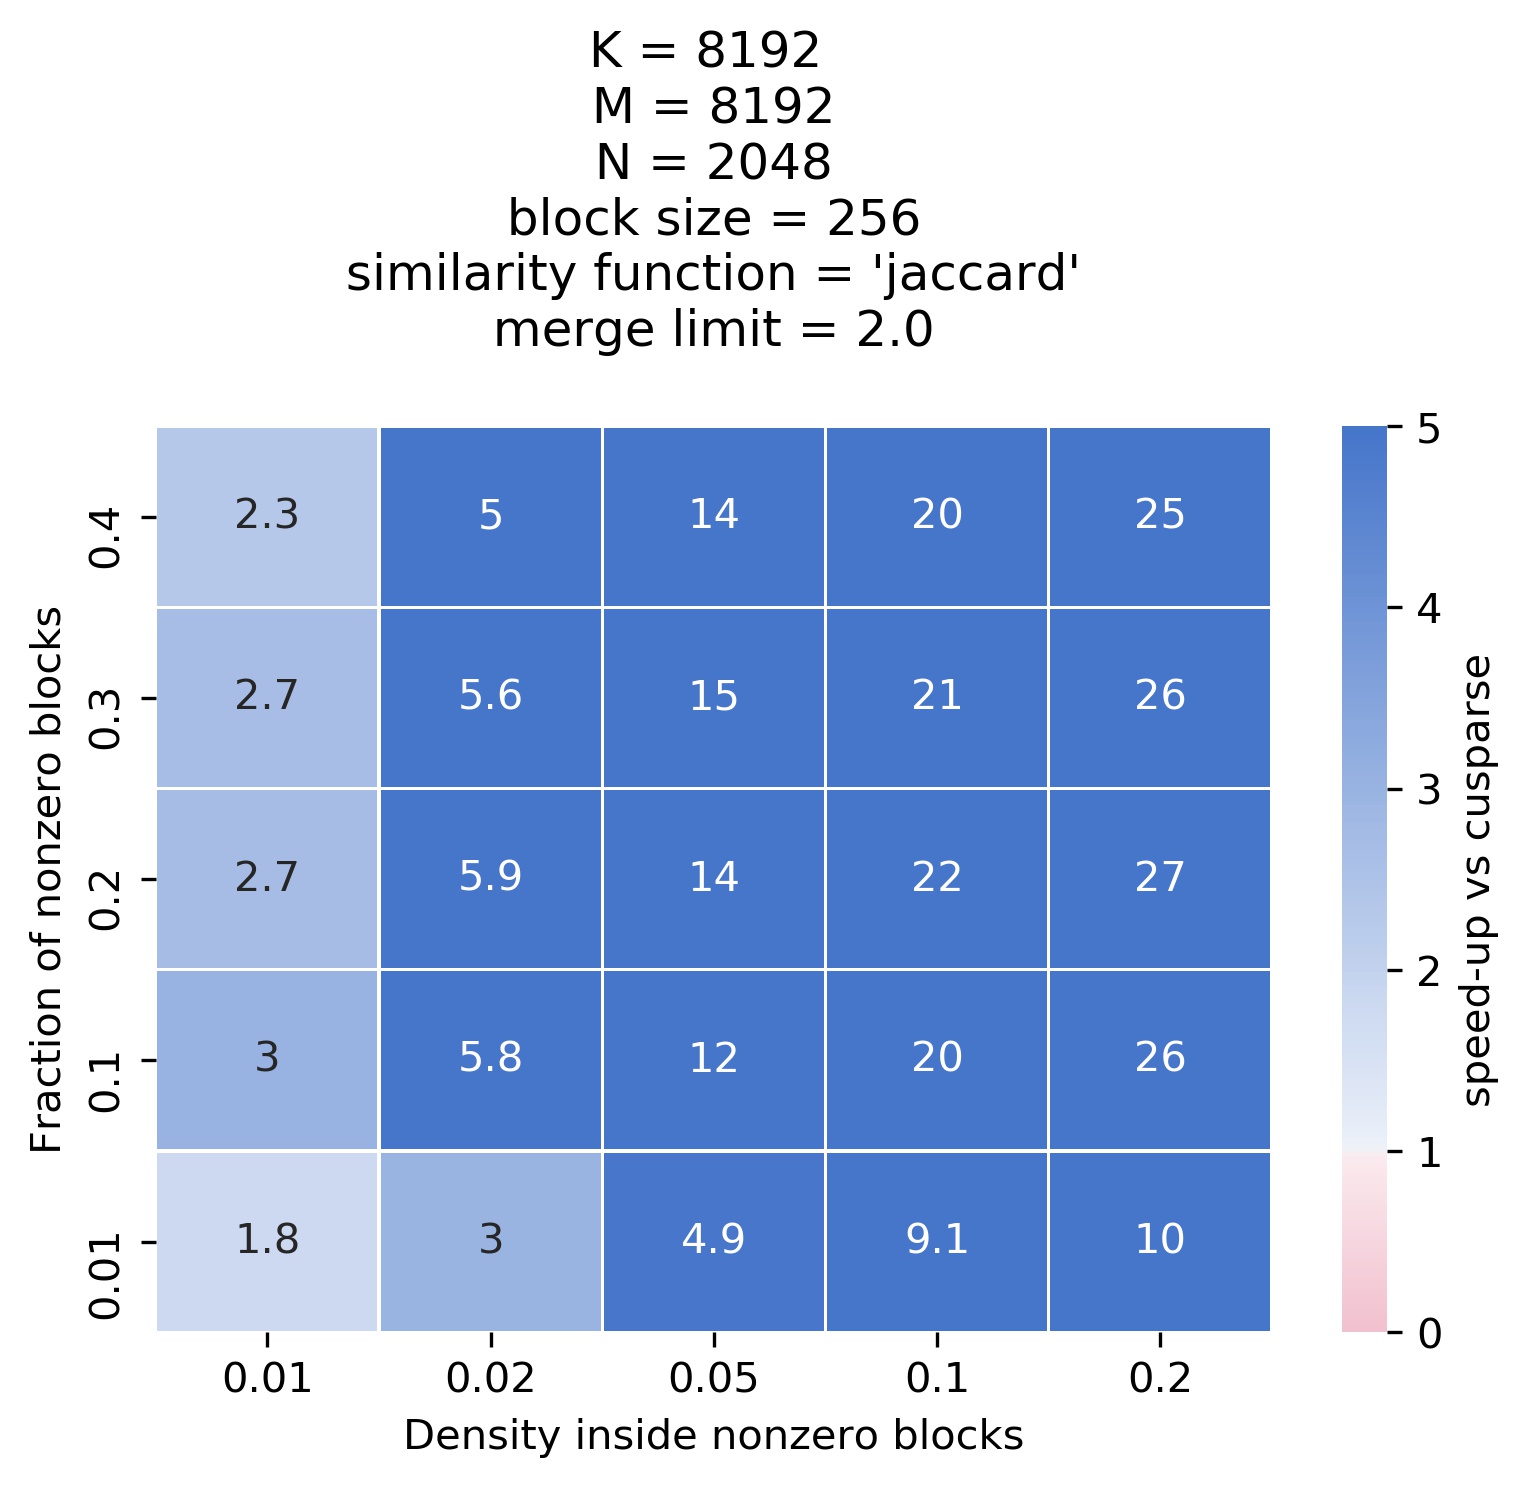 K = 8192
M = 8192
N = 2048
block size = 256
similarity function = 'jaccard'
merge limit = 2.0
Fraction of nonzero blocks
0.4 2.3 5 14 20 25
0.3 2.7 5.6 15 21 26
0.2 2.7 5.9 14 22 27
0.1 3 5.8 12 20 26
0.01 1.8 3 4.9 9.1 10
0.01 0.02 0.05 0.1 0.2
Density inside nonzero blocks
5
4
3
2
1
0
speed-up vs cusparse